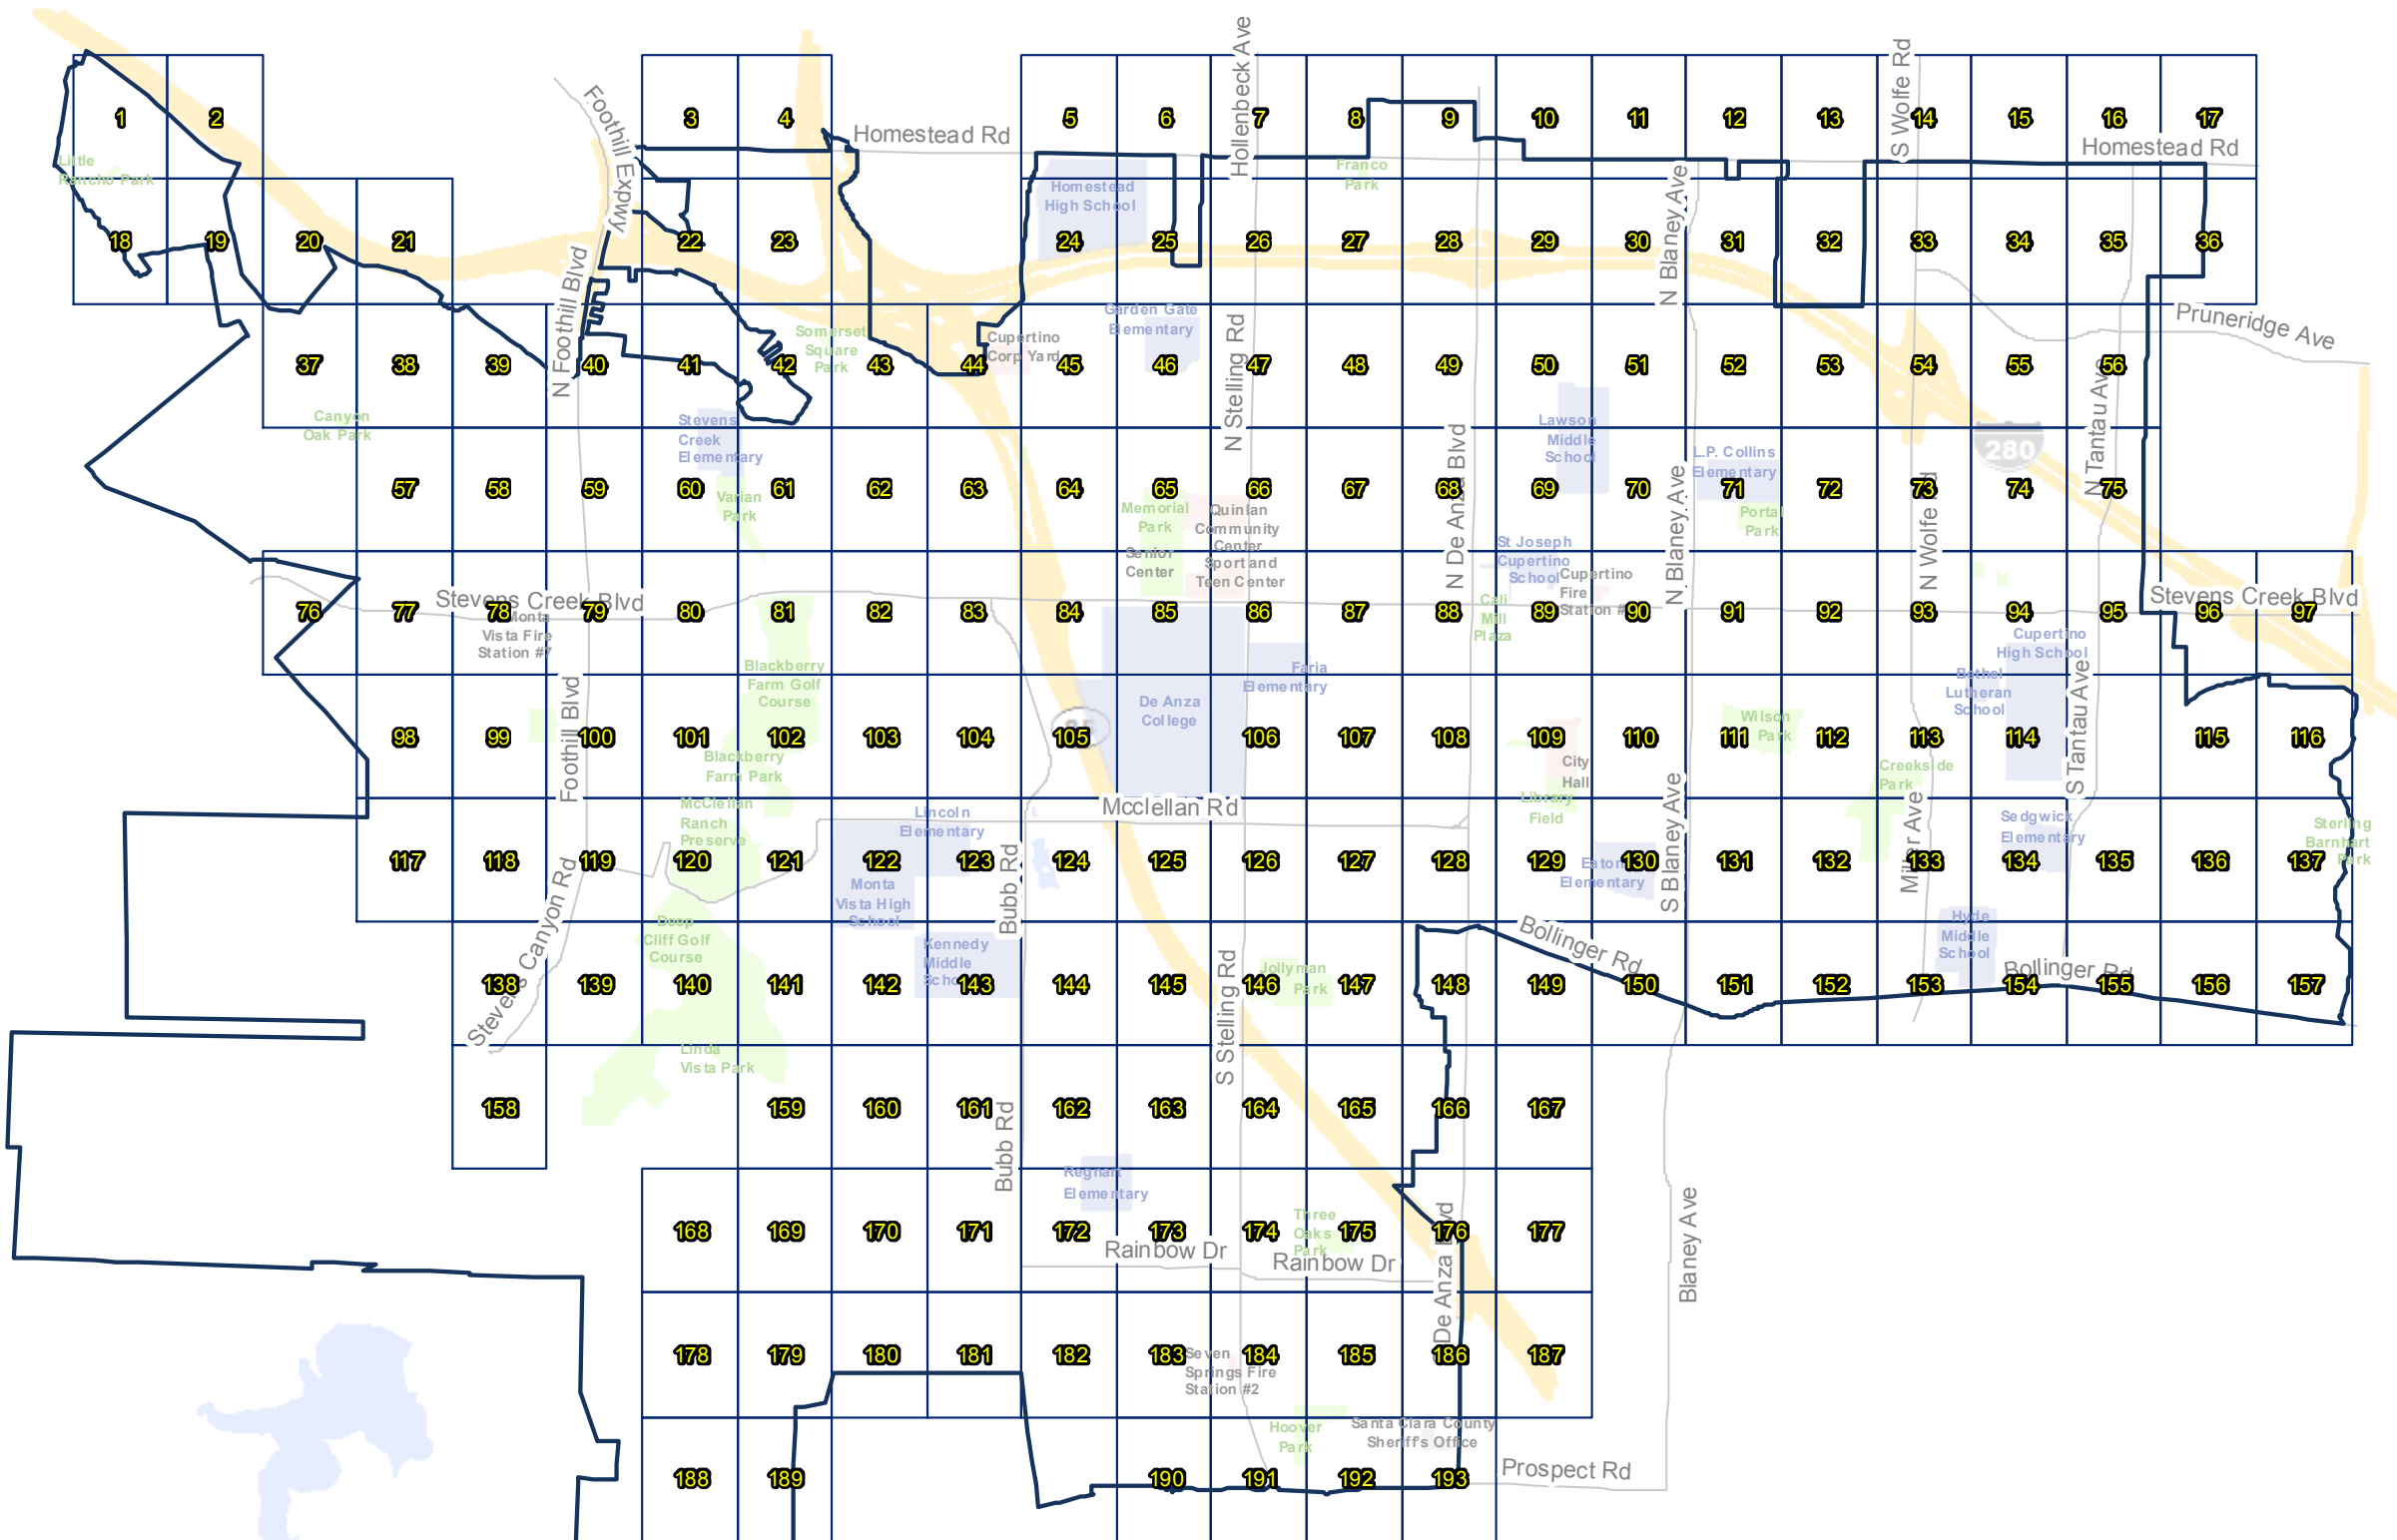 Foothill Expwy
Hollenbeck Ave
S Wolfe Rd
1 2 3 4 5 6 7 8 9 10 11 12 13 14 15 16 17
Homestead Rd
Homestead Rd
Little
Rancho Park
Franco
Park
Homestead
High School
N Blaney Ave
18 19 20 21 22 23 24 25 26 27 28 29 30 31 32 33 34 35 36
N Foothill Blvd
Garden Gate
Elementary
Pruneridge Ave
Somerset
Square
Park
Cupertino
Corp Yard
N Stelling Rd
37 38 39 40 41 42 43 44 45 46 47 48 49 50 51 52 53 54 55 56
N Tantau Ave
Canyon
Oak Park
Stevens
Creek
Elementary
Lawson
Middle
School
L.P. Collins
Elementary
280
N De Anza Blvd
57 58 59 60 61 62 63 64 65 66 67 68 69 70 71 72 73 74 75
Varian
Park
Memorial
Park
Quinlan
Community
Center
Portal
Park
N Blaney Ave
N Wolfe Rd
Senior
Center
Sport and
Teen Center
St Joseph
Cupertino
School
Cupertino
Fire
Station #
Stevens Creek Blvd
Stevens Creek Blvd
76 77 78 79 80 81 82 83 84 85 86 87 88 89 90 91 92 93 94 95 96 97
Monta
Vista Fire
Station #7
Cali
Mill
Plaza
Cupertino
High School
Blackberry
Farm Golf
Course
Faria
Elementary
Bethel
Lutheran
School
De Anza
College
85
Wilson
Park
Foothill Blvd
S Tantau Ave
98 99 100 101 102 103 104 105 106 107 108 109 110 111 112 113 114 115 116
Blackberry
Farm Park
City
Hall
Creekside
Park
McClellan
Ranch
Preserve
Lincoln
Elementary
Mcclellan Rd
Library
Field
S Blaney Ave
Miller Ave
Sedgwick
Elementary
Sterling
Barnhart
Park
117 118 119 120 121 122 123 124 125 126 127 128 129 130 131 132 133 134 135 136 137
Eaton
Elementary
Monta
Vista High
School
Bubb Rd
Stevens Canyon Rd
Deep
Cliff Golf
Course
Kennedy
Middle
School
Bollinger Rd
Hyde
Middle
School
Bollinger Rd
Jollyman
Park
138 139 140 141 142 143 144 145 146 147 148 149 150 151 152 153 154 155 156 157
S Stelling Rd
Linda
Vista Park
158 159 160 161 162 163 164 165 166 167
Bubb Rd
Regnart
Elementary
168 169 170 171 172 173 174 175 176 177
Three
Oaks
Park
Rainbow Dr
Rainbow Dr
Blaney Ave
De Anza Blvd
178 179 180 181 182 183 184 185 186 187
Seven
Springs Fire
Station #2
Hoover
Park
Santa Clara County
Sheriff's Office
188 189 190 191 192 193
Prospect Rd